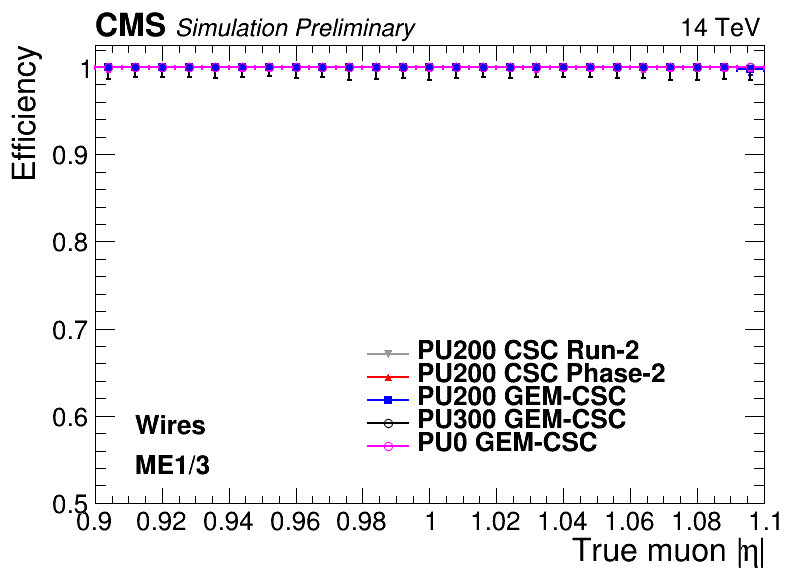 CMS Simulation Preliminary 14 TeV
Efficiency
1
0.9
0.8
0.7
0.6
0.5
PU200 CSC Run-2
PU200 CSC Phase-2
PU200 GEM-CSC
PU300 GEM-CSC
PU0 GEM-CSC
Wires
ME1/3
0.9 0.92 0.94 0.96 0.98 1 1.02 1.04 1.06 1.08 1.1
True muon |η|